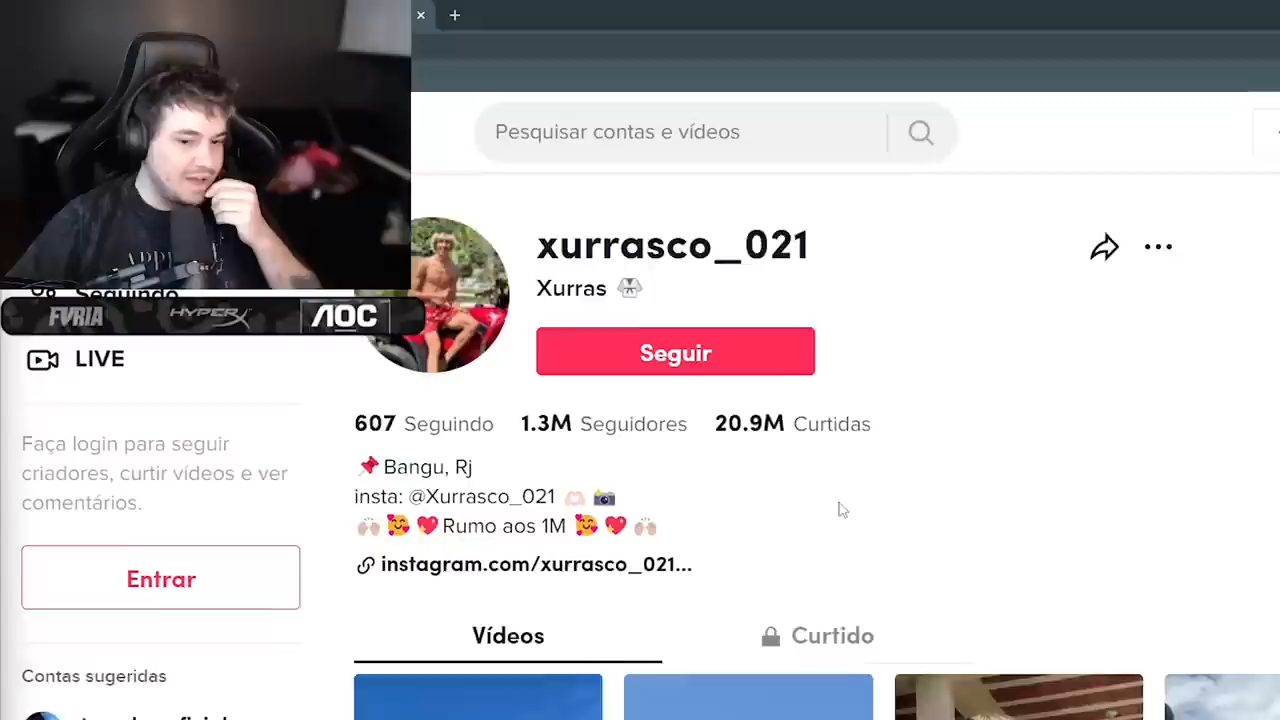 Pesquisar contas e vídeos
xurrasco_021
Xurras
Seguir
Seguindo
FURIA HYPERX AOC
LIVE
607 Seguindo 1.3M Seguidores 20.9M Curtidas
Bangu, Rj
insta: @Xurrasco_021
Rumo aos 1M
instagram.com/xurrasco_021...
Faça login para seguir
criadores, curtir vídeos e ver
comentários.
Entrar
Vídeos Curtido
Contas sugeridas